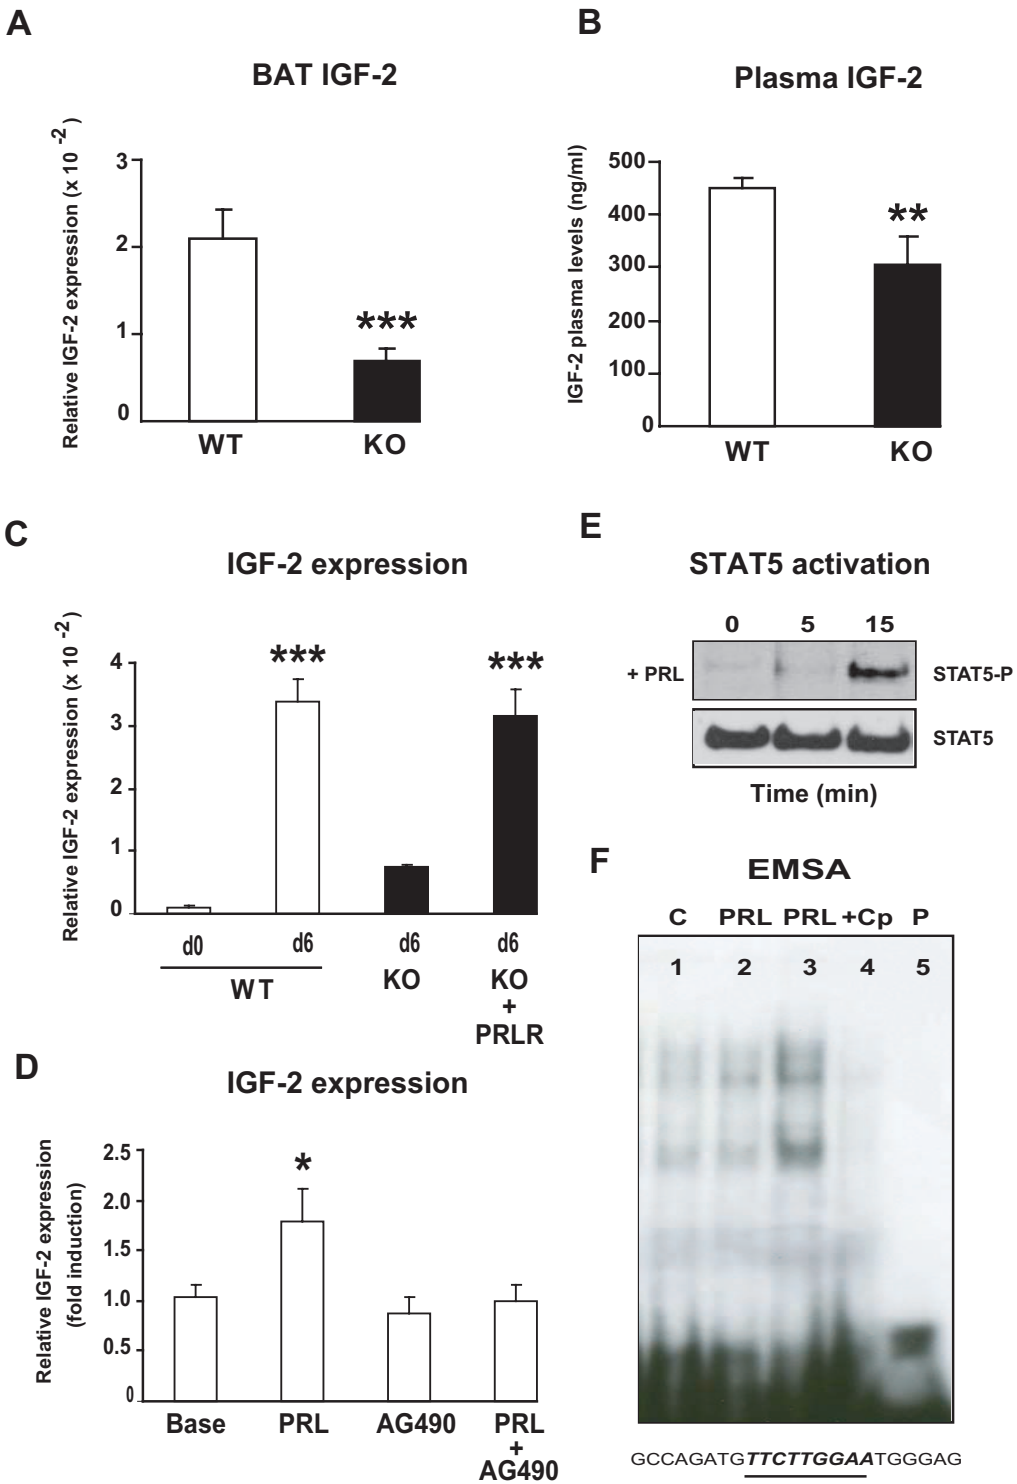 A
BAT IGF-2
Relative IGF-2 expression (x 10 -2)
3
2
1
0
***
WT
KO
B
Plasma IGF-2
IGF-2 plasma levels (ng/ml)
500
400
300
200
100
0
**
WT
KO
C
IGF-2 expression
Relative IGF-2 expression (x 10 -2)
4
3
2
1
0
***
***
d0
d6
d6
d6
WT
KO
KO
+
PRLR
D
IGF-2 expression
Relative IGF-2 expression
(fold induction)
2.5
2.0
1.5
1.0
0.5
0
*
Base
PRL
AG490
PRL
+
AG490
E
STAT5 activation
0 5 15
+ PRL
STAT5-P
STAT5
Time (min)
F
EMSA
C PRL PRL +Cp P
1 2 3 4 5
GCCAGATGTTCTTGGAATGGGAG